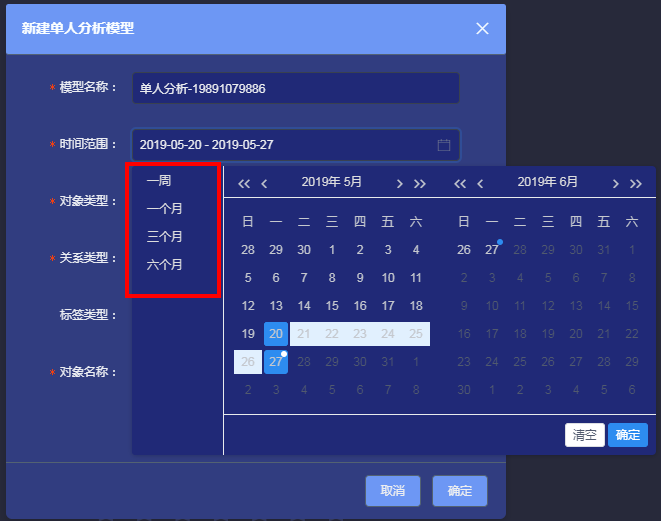 新建单人分析模型
* 模型名称： 单人分析-19891079886
* 时间范围： 2019-05-20 - 2019-05-27
* 对象类型：
* 关系类型：
标签类型：
* 对象名称：
一周
一个月
三个月
六个月
2019年 5月
日 一 二 三 四 五 六
28 29 30 1 2 3 4
5 6 7 8 9 10 11
12 13 14 15 16 17 18
19 20 21 22 23 24 25
26 27 28 29 30 31 1
2 3 4 5 6 7 8
2019年 6月
日 一 二 三 四 五 六
26 27 28 29 30 31 1
2 3 4 5 6 7 8
9 10 11 12 13 14 15
16 17 18 19 20 21 22
23 24 25 26 27 28 29
30 1 2 3 4 5 6
清空 确定
取消 确定